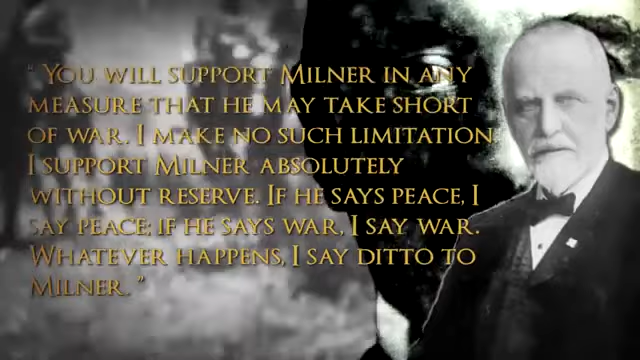 " You will support Milner in any
measure that he may take short
of war. I make no such limitation
I support Milner absolutely
without reserve. If he says peace, I
say peace; if he says war, I say war.
Whatever happens, I say ditto to
Milner. "